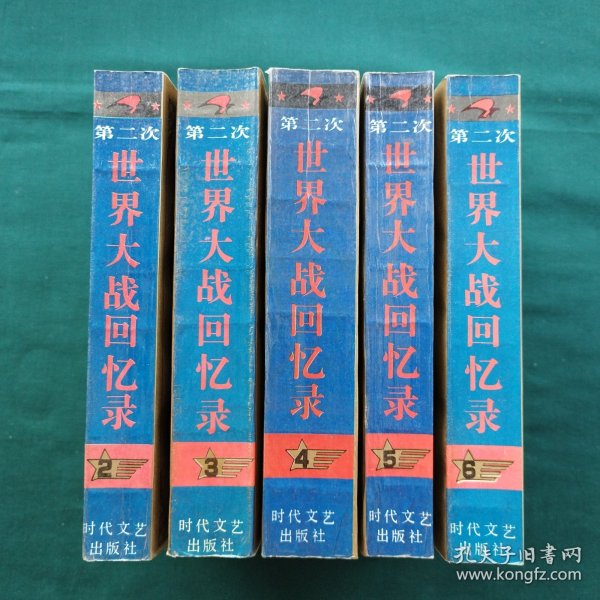 第二次
世界大战回忆录
2
时代文艺
出版社
第二次
世界大战回忆录
3
时代文艺
出版社
第二次
世界大战回忆录
4
时代文艺
出版社
第二次
世界大战回忆录
5
时代文艺
出版社
第二次
世界大战回忆录
6
时代文艺
出版社
孔夫子旧书网
www.kongfz.com